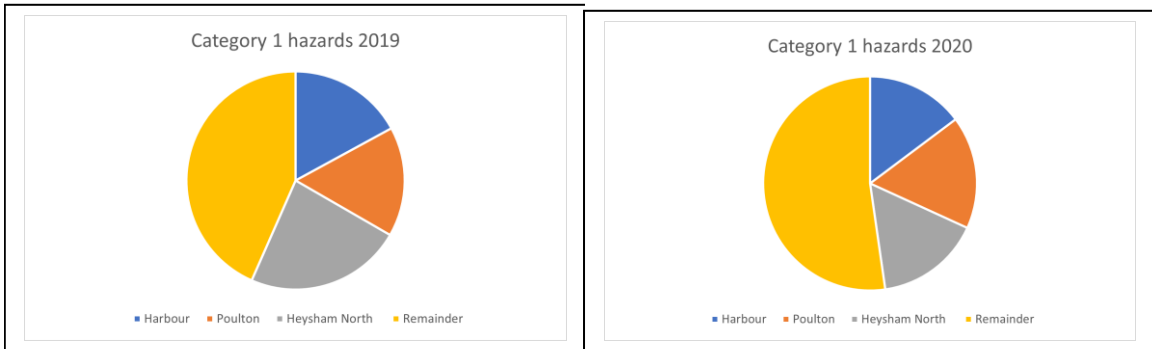 Category 1 hazards 2019
Harbour Poulton Heysham North Remainder
Category 1 hazards 2020
Harbour Poulton Heysham North Remainder